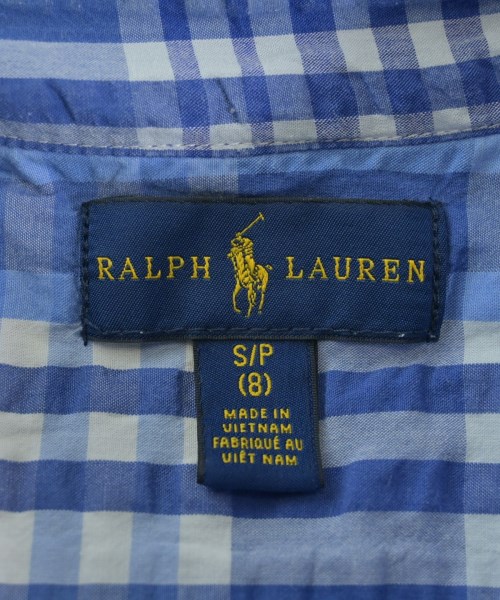 RALPH LAUREN
S/P
(8)
MADE IN
VIETNAM
FABRIQUÉ AU
VIÊT NAM